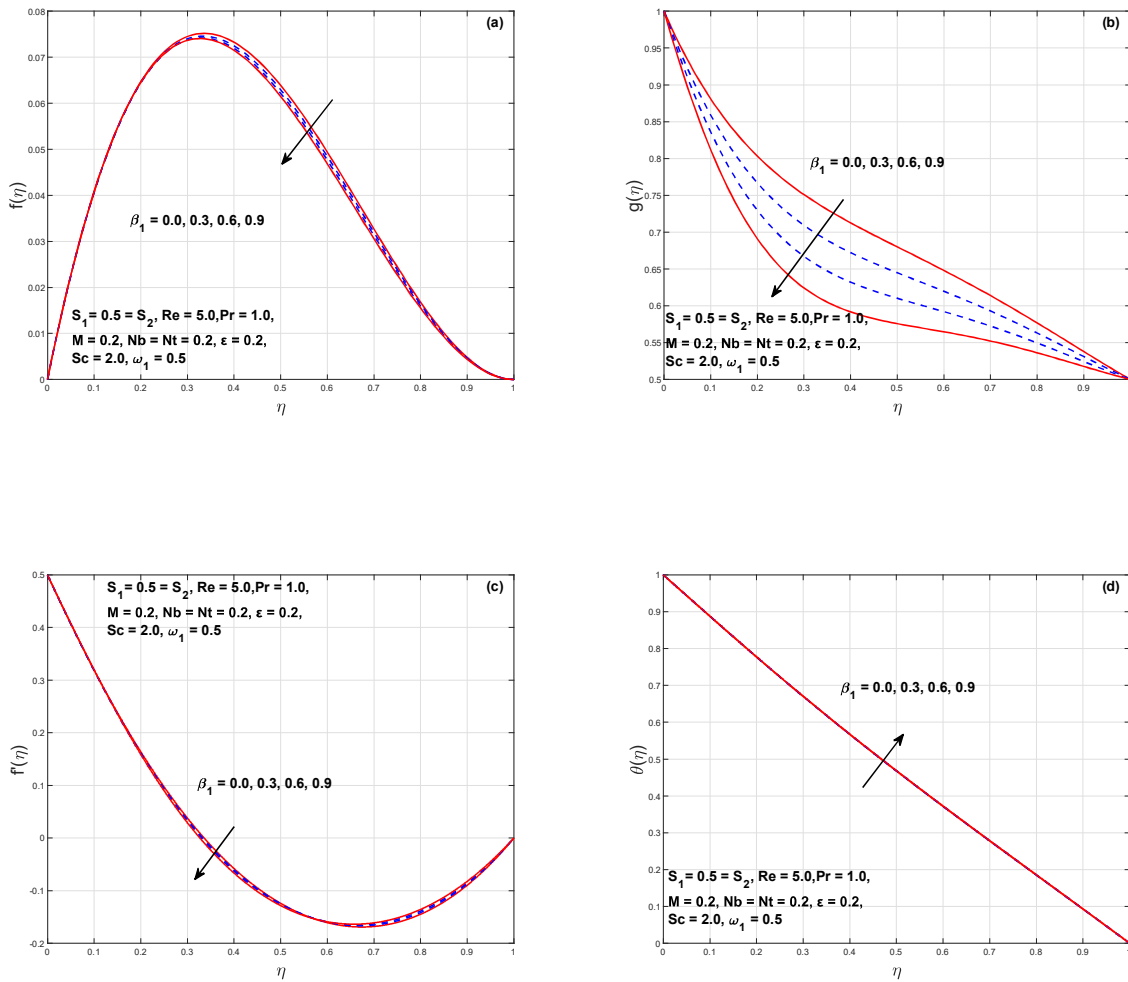 (a)
0.08
0.07
0.06
0.05
0.04
0.03
0.02
0.01
0
f(η)
β1 = 0.0, 0.3, 0.6, 0.9
S1 = 0.5 = S2, Re = 5.0,Pr = 1.0,
M = 0.2, Nb = Nt = 0.2, ε = 0.2,
Sc = 2.0, ω1 = 0.5
0 0.1 0.2 0.3 0.4 0.5 0.6 0.7 0.8 0.9 1
η
(b)
1
0.95
0.9
0.85
0.8
0.75
0.7
0.65
0.6
0.55
0.5
g(η)
β1 = 0.0, 0.3, 0.6, 0.9
S1 = 0.5 = S2, Re = 5.0,Pr = 1.0,
M = 0.2, Nb = Nt = 0.2, ε = 0.2,
Sc = 2.0, ω1 = 0.5
0 0.1 0.2 0.3 0.4 0.5 0.6 0.7 0.8 0.9 1
η
(c)
S1 = 0.5 = S2, Re = 5.0,Pr = 1.0,
M = 0.2, Nb = Nt = 0.2, ε = 0.2,
Sc = 2.0, ω1 = 0.5
0.5
0.4
0.3
0.2
0.1
0
-0.1
-0.2
f'(η)
β1 = 0.0, 0.3, 0.6, 0.9
0 0.1 0.2 0.3 0.4 0.5 0.6 0.7 0.8 0.9 1
η
(d)
1
0.9
0.8
0.7
0.6
0.5
0.4
0.3
0.2
0.1
0
θ(η)
β1 = 0.0, 0.3, 0.6, 0.9
S1 = 0.5 = S2, Re = 5.0,Pr = 1.0,
M = 0.2, Nb = Nt = 0.2, ε = 0.2,
Sc = 2.0, ω1 = 0.5
0 0.1 0.2 0.3 0.4 0.5 0.6 0.7 0.8 0.9 1
η